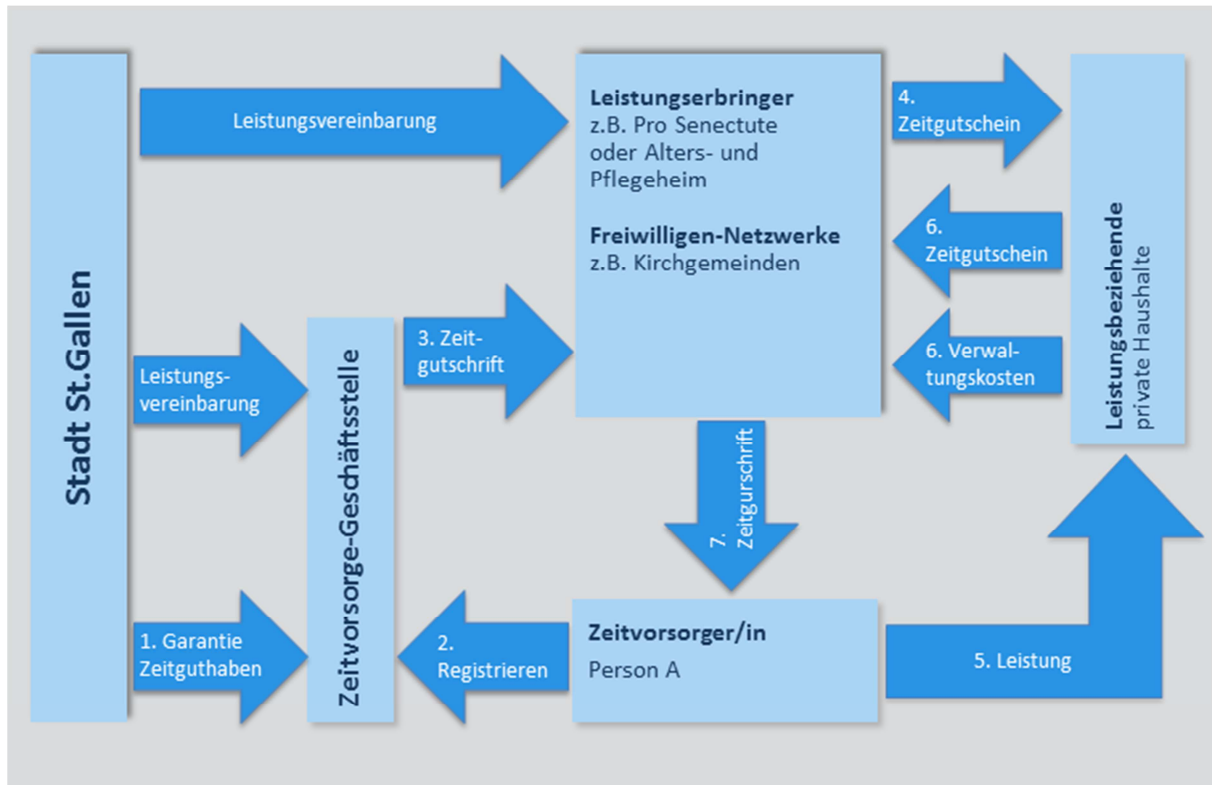 Stadt St.Gallen
Leistungsvereinbarung
Leistungserbringer
z.B. Pro Senectute
oder Alters- und
Pflegeheim
Freiwilligen-Netzwerke
z.B. Kirchgemeinden
4.
Zeitgutschein
6.
Zeitgutschein
6. Verwal-
tungskosten
Leistungsbeziehende
private Haushalte
Leistungs-
vereinbarung
Zeitvorsorge-Geschäftsstelle
3. Zeit-
gutschrift
7.
Zeitgurschrift
1. Garantie
Zeitguthaben
2.
Registrieren
Zeitvorsorger/in
Person A
5. Leistung